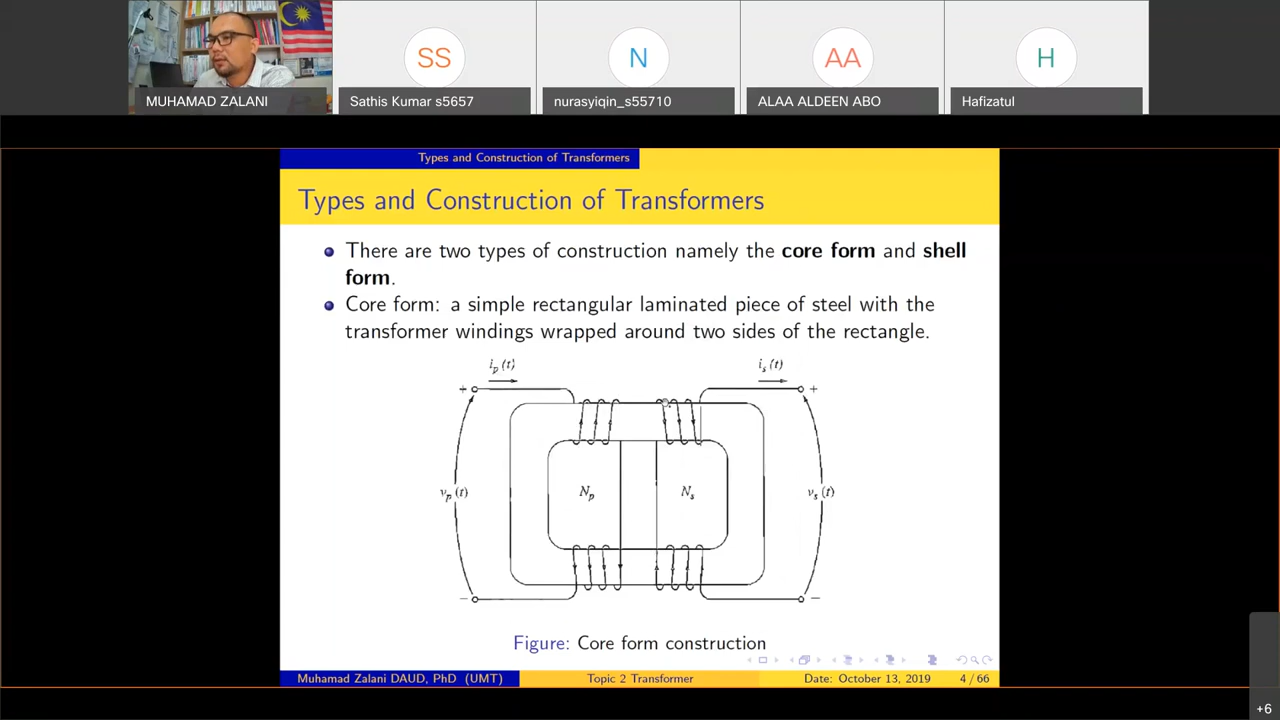 SS
N
AA
H
MUHAMAD ZALANI
Sathis Kumar s5657
nurasyiqin_s55710
ALAA ALDEEN ABO
Hafizatul
Types and Construction of Transformers
Types and Construction of Transformers
There are two types of construction namely the core form and shell
form.
Core form: a simple rectangular laminated piece of steel with the
transformer windings wrapped around two sides of the rectangle.
i_p(t)
i_s(t)
+
+
N_p
N_s
v_p(t)
v_s(t)
−
−
Figure: Core form construction
Muhamad Zalani DAUD, PhD (UMT)
Topic 2 Transformer
Date: October 13, 2019
4 / 66
+6